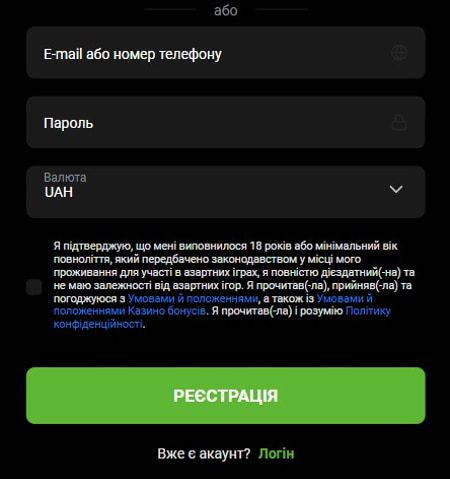 або
E-mail або номер телефону
Пароль
Валюта
UAH
Я підтверджую, що мені виповнилося 18 років або мінімальний вік
повноліття, який передбачено законодавством у місці мого
проживання для участі в азартних іграх, я повністю дієздатний(-на) та
не маю залежності від азартних ігор. Я прочитав(-ла), прийняв(-ла) та
погоджуюся з Умовами й положеннями, а також із Умовами й
положеннями Казино бонусів. Я прочитав(-ла) і розумію Політику
конфіденційності.
РЕЄСТРАЦІЯ
Вже є акаунт? Логін